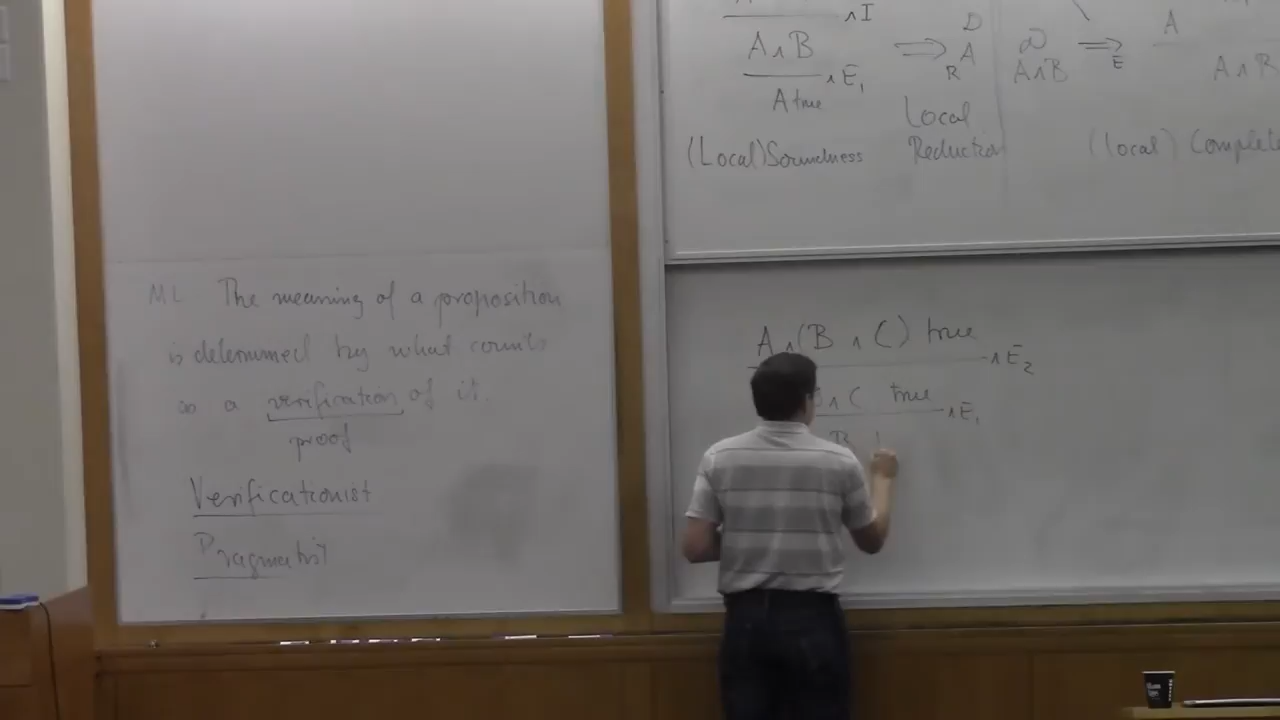 ML The meaning of a proposition
is determined by what counts
as a verification of it.
proof
Verificationist
Pragmatist
∧I
A∧B
∧E₁
A true
(Local) Soundness
⇒R
D
A
Local
Reduction
D
A∧B
⇒E
A
A∧B
(local)
A∧(B∧C) true
∧E₂
∧C true
∧E₁
B